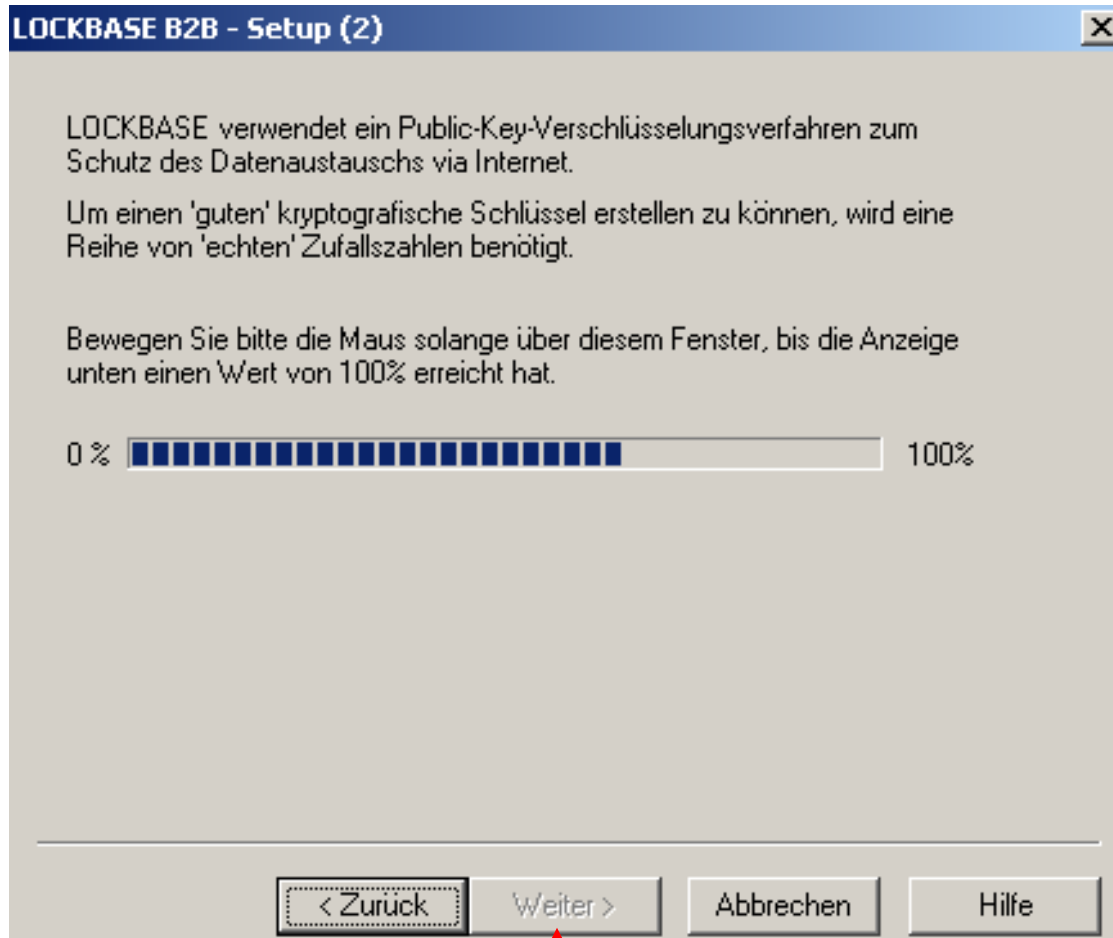 LOCKBASE B2B - Setup (2)
LOCKBASE verwendet ein Public-Key-Verschlüsselungsverfahren zum
Schutz des Datenaustauschs via Internet.
Um einen 'guten' kryptografische Schlüssel erstellen zu können, wird eine
Reihe von 'echten' Zufallszahlen benötigt.
Bewegen Sie bitte die Maus solange über diesem Fenster, bis die Anzeige
unten einen Wert von 100% erreicht hat.
0 % 100%
< Zurück Weiter > Abbrechen Hilfe